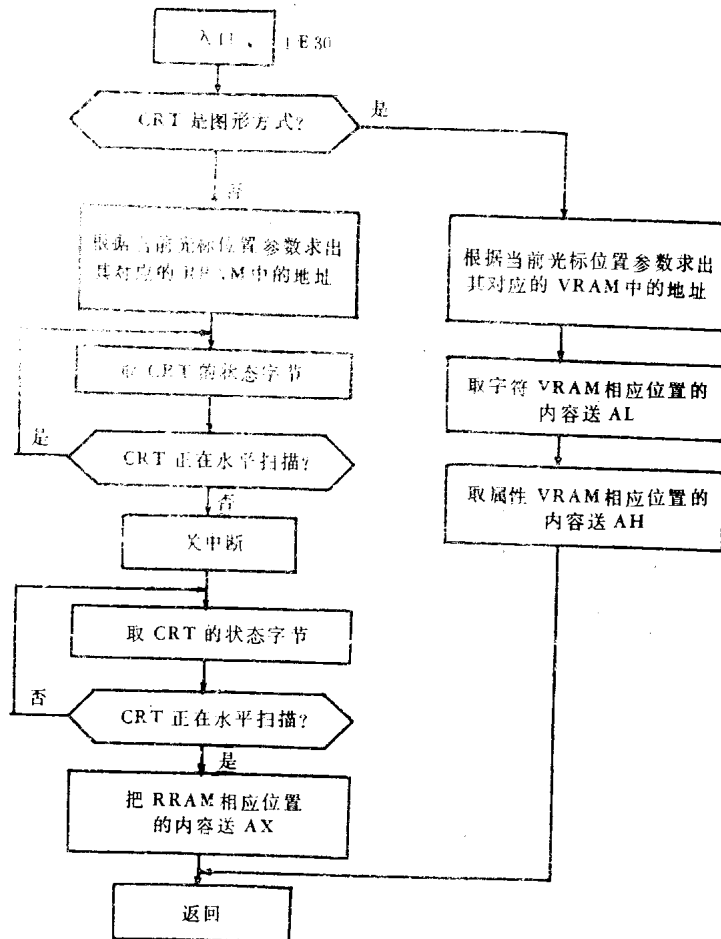 入口、 1E30
CRT 是图形方式?
是
否
根据当前光标位置参数求出
其对应的 RRAM 中的地址
根据当前光标位置参数求出
其对应的 VRAM 中的地址
取 CRT 的状态字节
取字符 VRAM 相应位置的
内容送 AL
是
CRT 正在水平扫描?
取属性 VRAM 相应位置的
内容送 AH
否
关中断
取 CRT 的状态字节
否
CRT 正在水平扫描?
是
把 RRAM 相应位置
的内容送 AX
返回